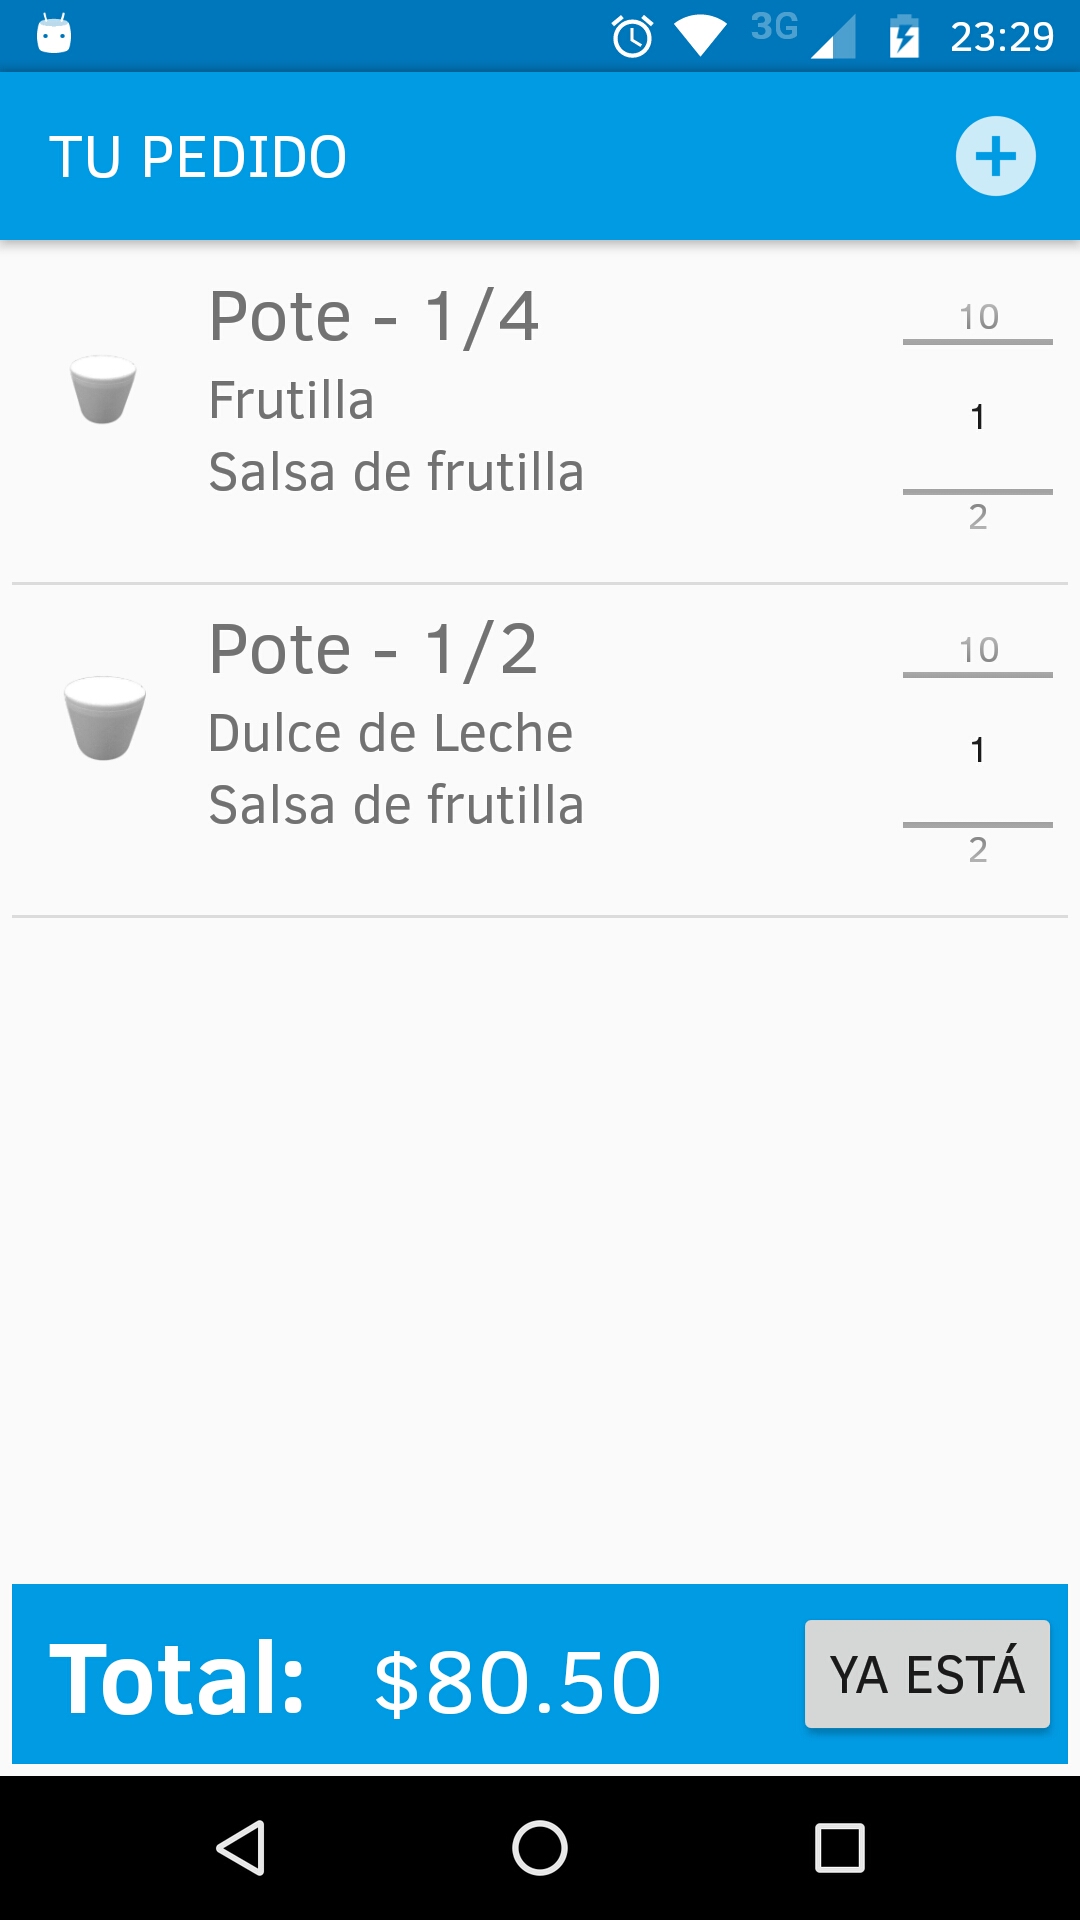 3G 23:29
TU PEDIDO
Pote - 1/4
Frutilla
Salsa de frutilla
10
1
2
Pote - 1/2
Dulce de Leche
Salsa de frutilla
10
1
2
Total: $80.50 YA ESTÁ